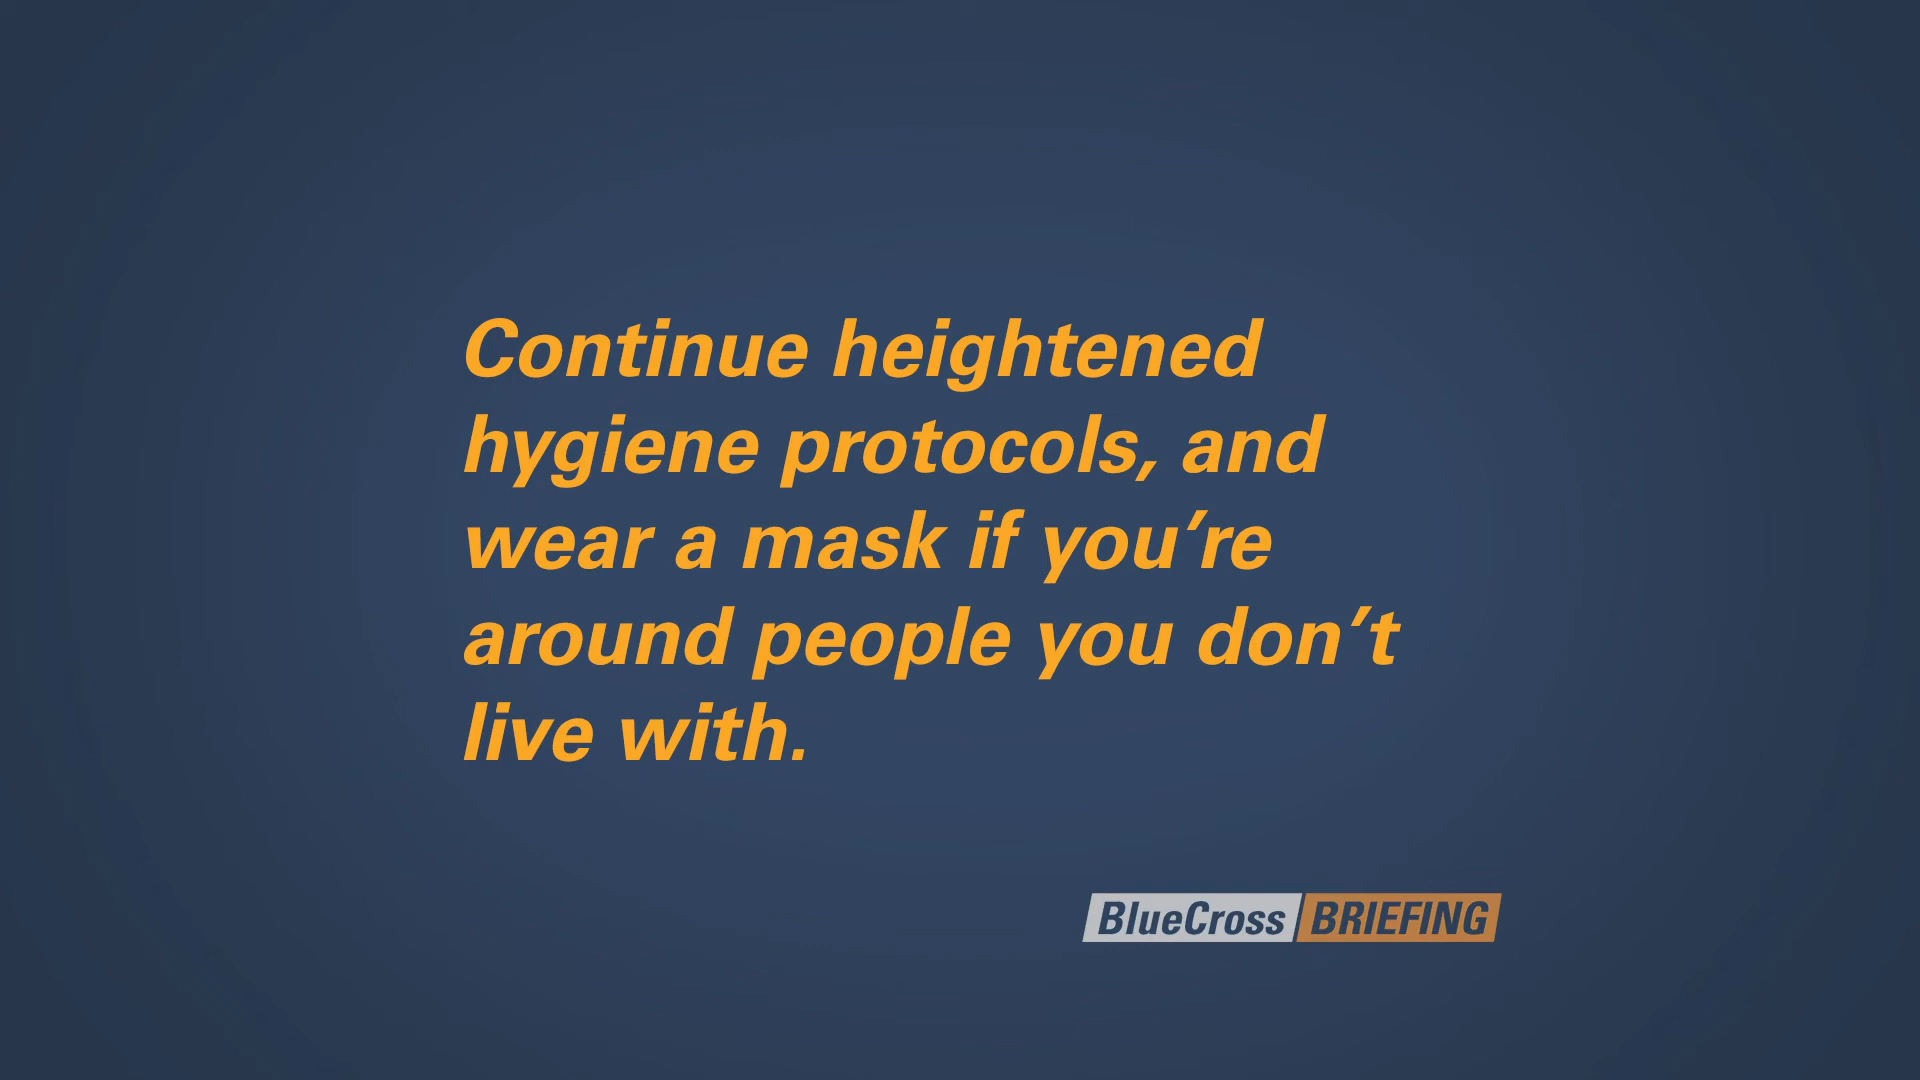 Continue heightened
hygiene protocols, and
wear a mask if you’re
around people you don’t
live with.
BlueCross BRIEFING